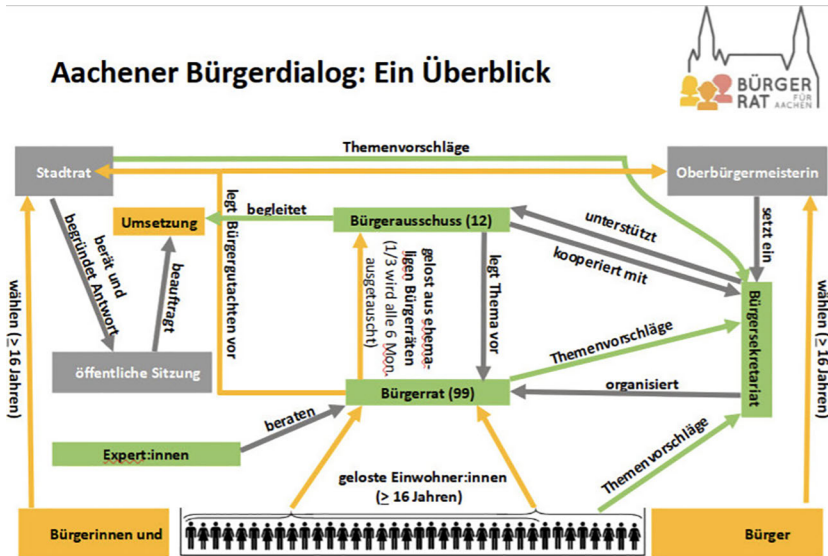 Aachener Bürgerdialog: Ein Überblick
BÜRGER
RAT FÜR
AACHEN
Themenvorschläge
Stadtrat
Oberbürgermeisterin
Umsetzung
begleitet
Bürgerausschuss (12)
unterstützt
kooperiert mit
setzt ein
legt Bürgergutachten vor
berät und
begründet Antwort
beauftragt
gelost aus ehema-
ligen Bürgerräten
(1/3 wird alle 6 Mon.
ausgetauscht)
legt Thema vor
Themenvorschläge
Bürgersekretariat
wählen (≥ 16 Jahren)
wählen (≥ 16 Jahren)
öffentliche Sitzung
Bürgerrat (99)
organisiert
beraten
Expert:innen
Themenvorschläge
geloste Einwohner:innen
(≥ 16 Jahren)
Bürgerinnen und
Bürger